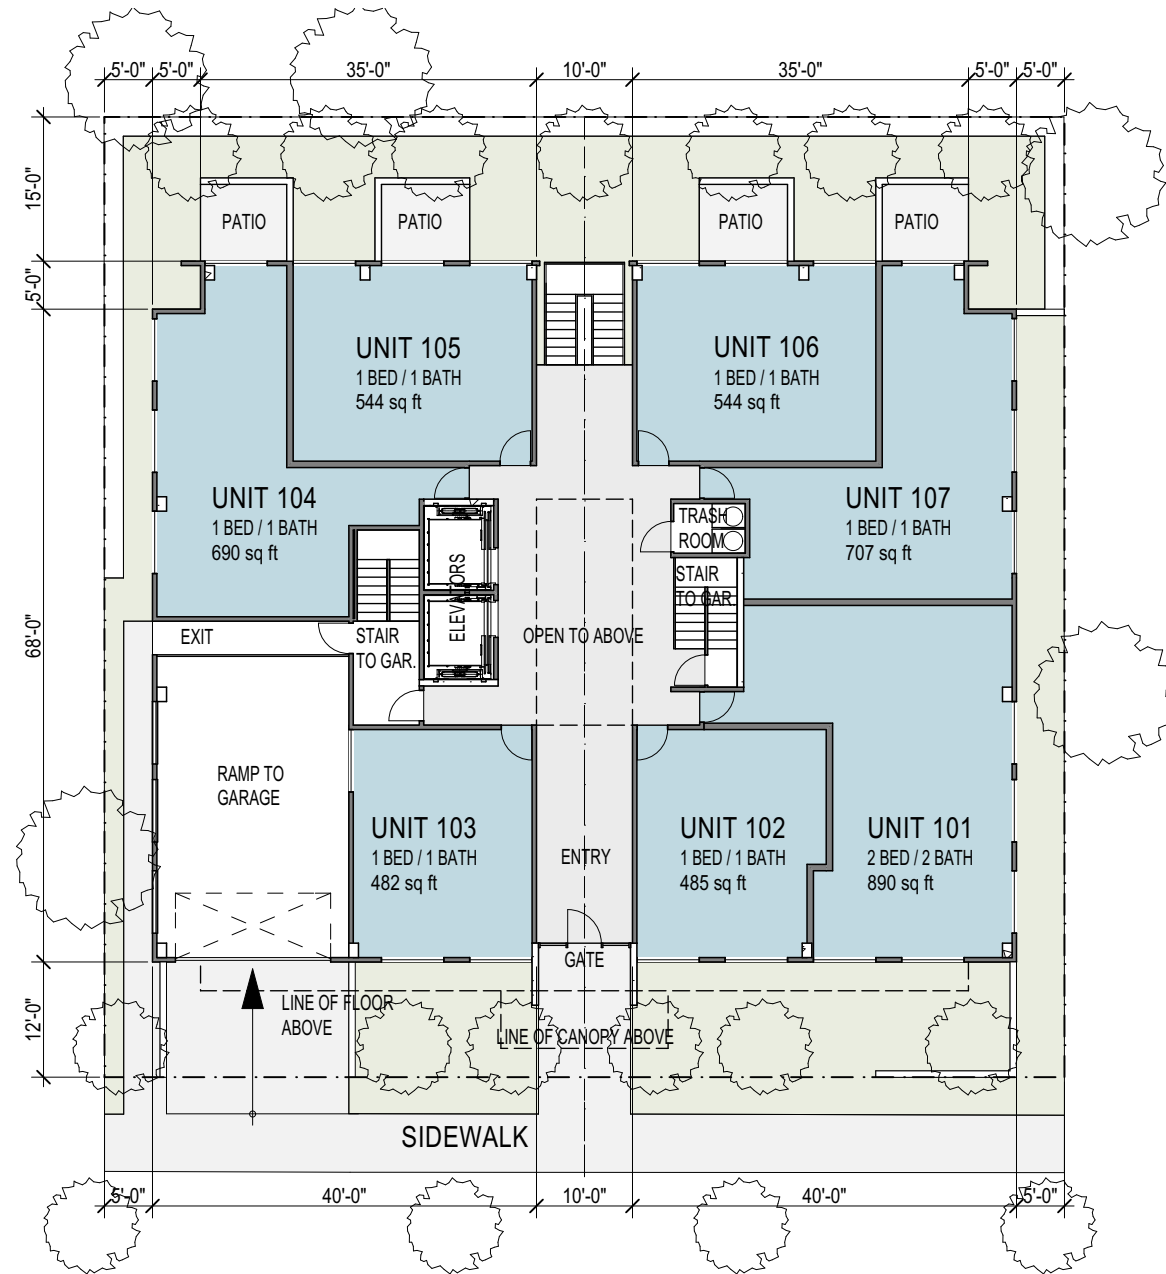 5'-0" 5'-0" 35'-0" 10'-0" 35'-0" 5'-0" 5'-0"
15'-0"
PATIO PATIO PATIO PATIO
5'-0"
UNIT 105
1 BED / 1 BATH
544 sq ft
UNIT 106
1 BED / 1 BATH
544 sq ft
UNIT 104
1 BED / 1 BATH
690 sq ft
UNIT 107
1 BED / 1 BATH
707 sq ft
TRASH
ROOM
ELEVATORS
STAIR
TO GAR.
68'-0"
EXIT
STAIR
TO GAR.
OPEN TO ABOVE
RAMP TO
GARAGE
UNIT 103
1 BED / 1 BATH
482 sq ft
ENTRY
UNIT 102
1 BED / 1 BATH
485 sq ft
UNIT 101
2 BED / 2 BATH
890 sq ft
GATE
12'-0"
LINE OF FLOOR
ABOVE
LINE OF CANOPY ABOVE
SIDEWALK
5'-0" 40'-0" 10'-0" 40'-0" 5'-0"